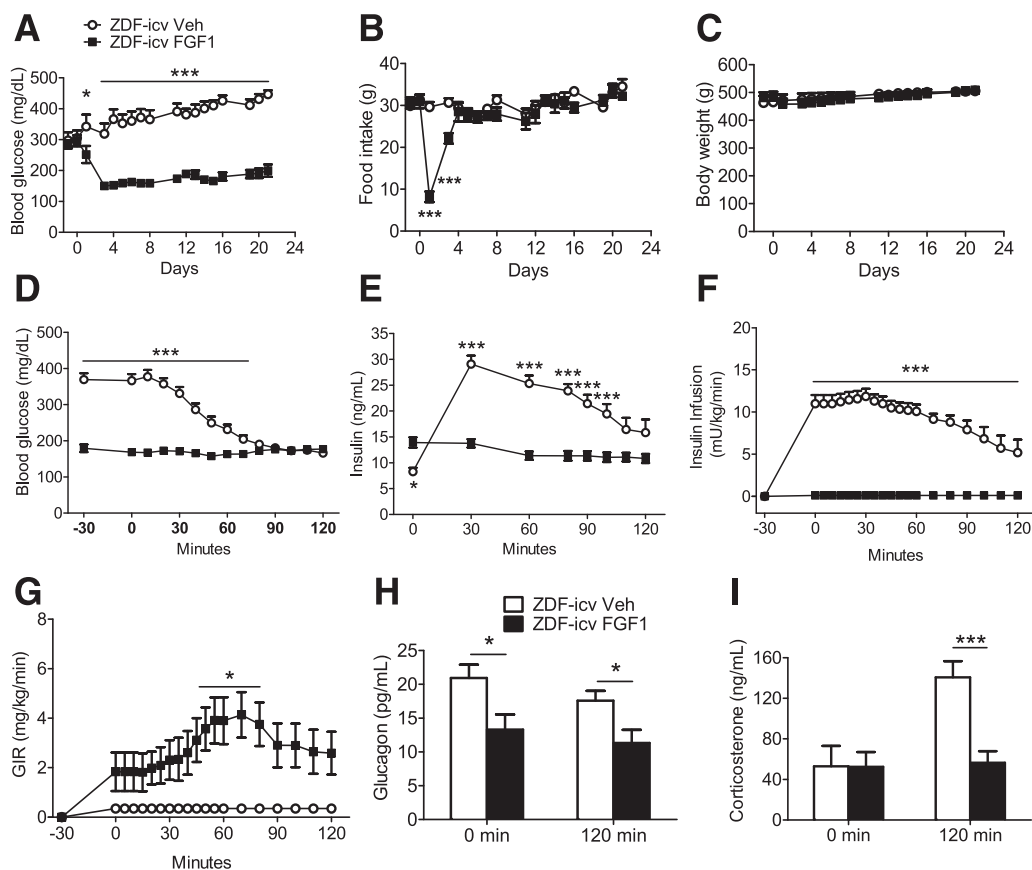 A
ZDF-icv Veh
ZDF-icv FGF1
***
*
Blood glucose (mg/dL)
500
400
300
200
100
0
0 4 8 12 16 20 24
Days
B
Food intake (g)
40
30
20
10
0
***
***
0 4 8 12 16 20 24
Days
C
Body weight (g)
600
500
400
300
200
100
0
0 4 8 12 16 20 24
Days
D
Blood glucose (mg/dL)
500
400
300
200
100
0
***
-30 0 30 60 90 120
Minutes
E
Insulin (ng/mL)
35
30
25
20
15
10
5
0
***
***
***
***
***
*
0 30 60 90 120
Minutes
F
Insulin Infusion
(mU/kg/min)
20
15
10
5
0
***
-30 0 30 60 90 120
Minutes
G
GIR (mg/kg/min)
8
6
4
2
0
*
-30 0 30 60 90 120
Minutes
H
ZDF-icv Veh
ZDF-icv FGF1
Glucagon (pg/mL)
25
20
15
10
5
0
*
*
0 min 120 min
I
Corticosterone (ng/mL)
160
120
80
40
0
***
0 min 120 min